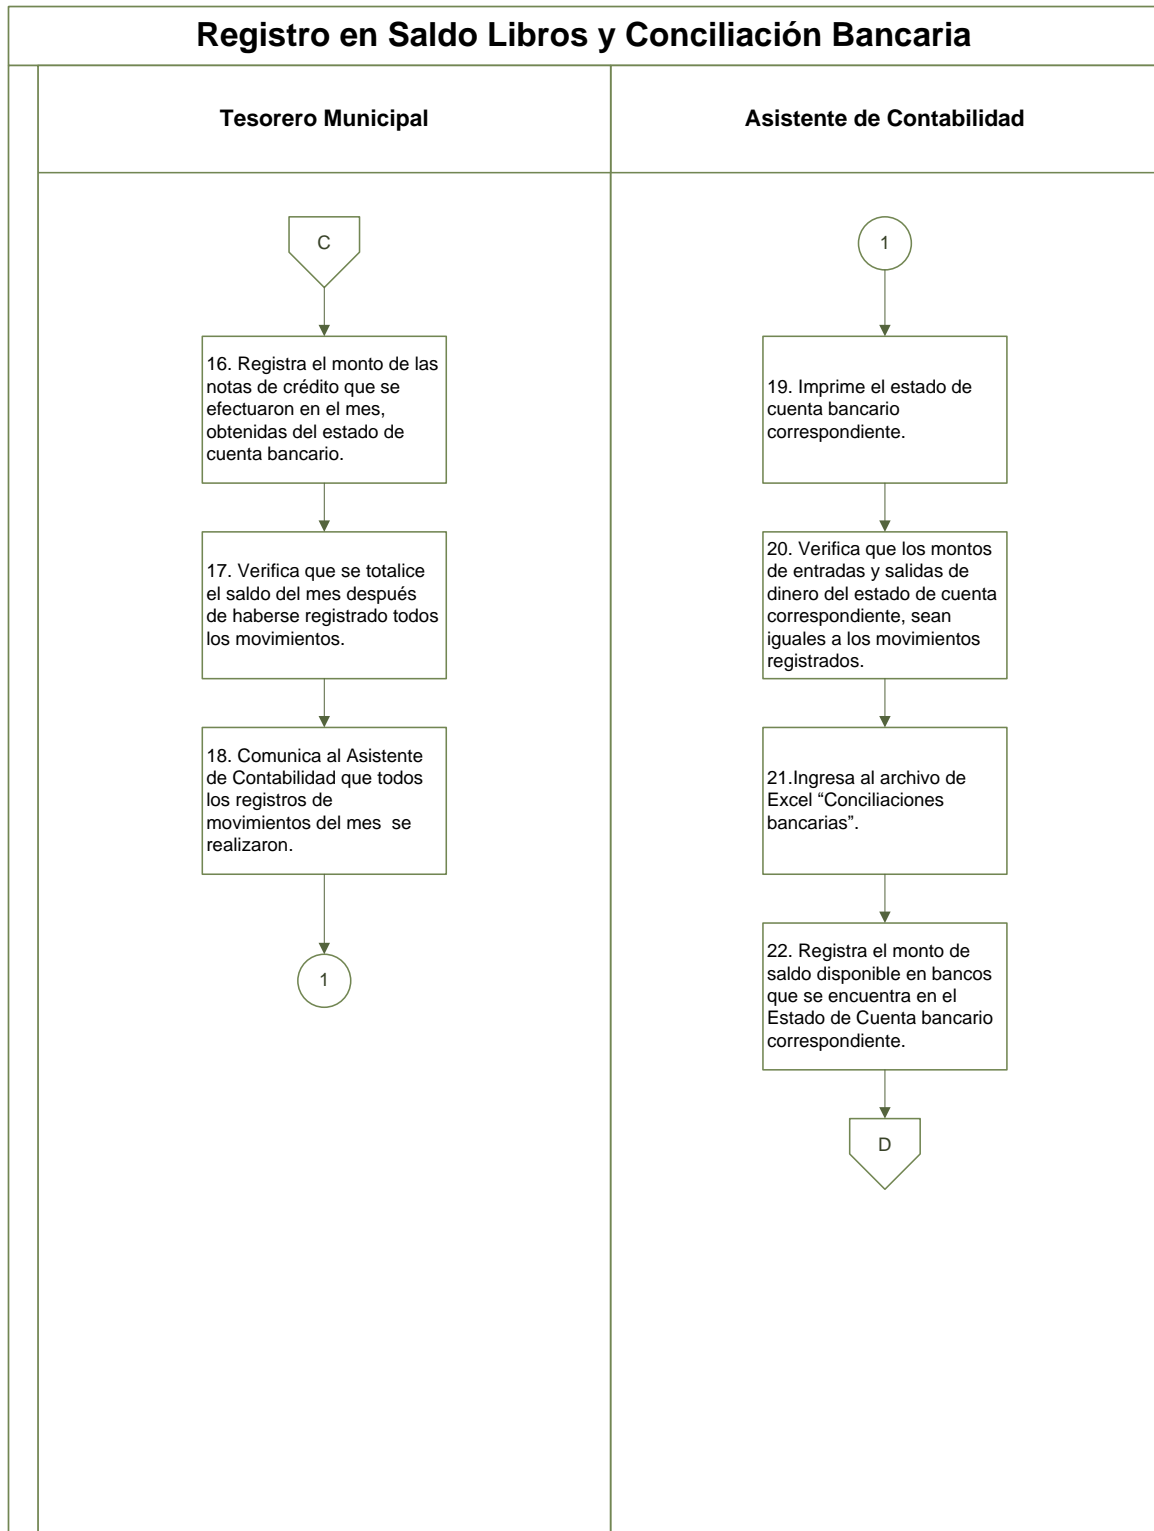 Registro en Saldo Libros y Conciliación Bancaria
Tesorero Municipal
Asistente de Contabilidad
C
16. Registra el monto de las
notas de crédito que se
efectuaron en el mes,
obtenidas del estado de
cuenta bancario.
17. Verifica que se totalice
el saldo del mes después
de haberse registrado todos
los movimientos.
18. Comunica al Asistente
de Contabilidad que todos
los registros de
movimientos del mes  se
realizaron.
1
1
19. Imprime el estado de
cuenta bancario
correspondiente.
20. Verifica que los montos
de entradas y salidas de
dinero del estado de cuenta
correspondiente, sean
iguales a los movimientos
registrados.
21.Ingresa al archivo de
Excel “Conciliaciones
bancarias”.
22. Registra el monto de
saldo disponible en bancos
que se encuentra en el
Estado de Cuenta bancario
correspondiente.
D